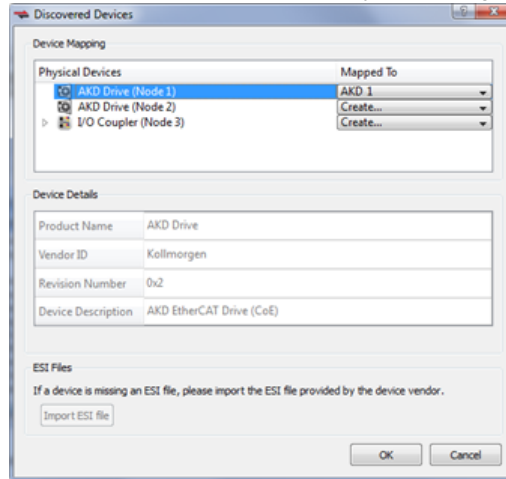 Discovered Devices
Device Mapping
Physical Devices Mapped To
AKD Drive (Node 1) AKD 1
AKD Drive (Node 2) Create...
I/O Coupler (Node 3) Create...
Device Details
Product Name AKD Drive
Vendor ID Kollmorgen
Revision Number 0x2
Device Description AKD EtherCAT Drive (CoE)
ESI Files
If a device is missing an ESI file, please import the ESI file provided by the device vendor.
Import ESI file
OK Cancel